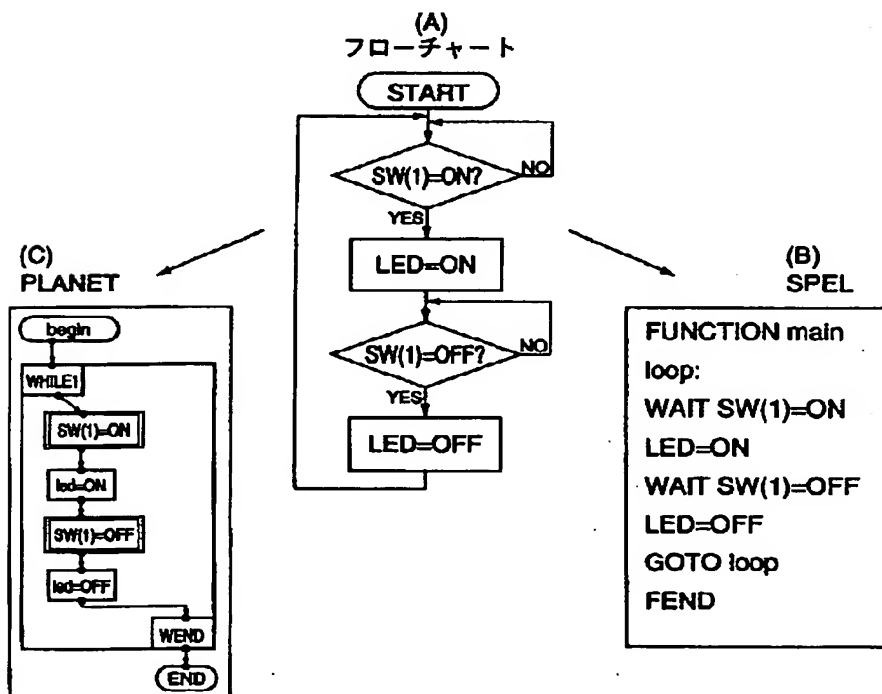 (A)
フローチャート
START
SW(1)=ON?
NO
YES
LED=ON
SW(1)=OFF?
NO
YES
LED=OFF
(C)
PLANET
begin
WHILE1
SW(1)=ON
led=ON
SW(1)=OFF
led=OFF
WEND
END
(B)
SPEL
FUNCTION main
loop:
WAIT SW(1)=ON
LED=ON
WAIT SW(1)=OFF
LED=OFF
GOTO loop
FEND